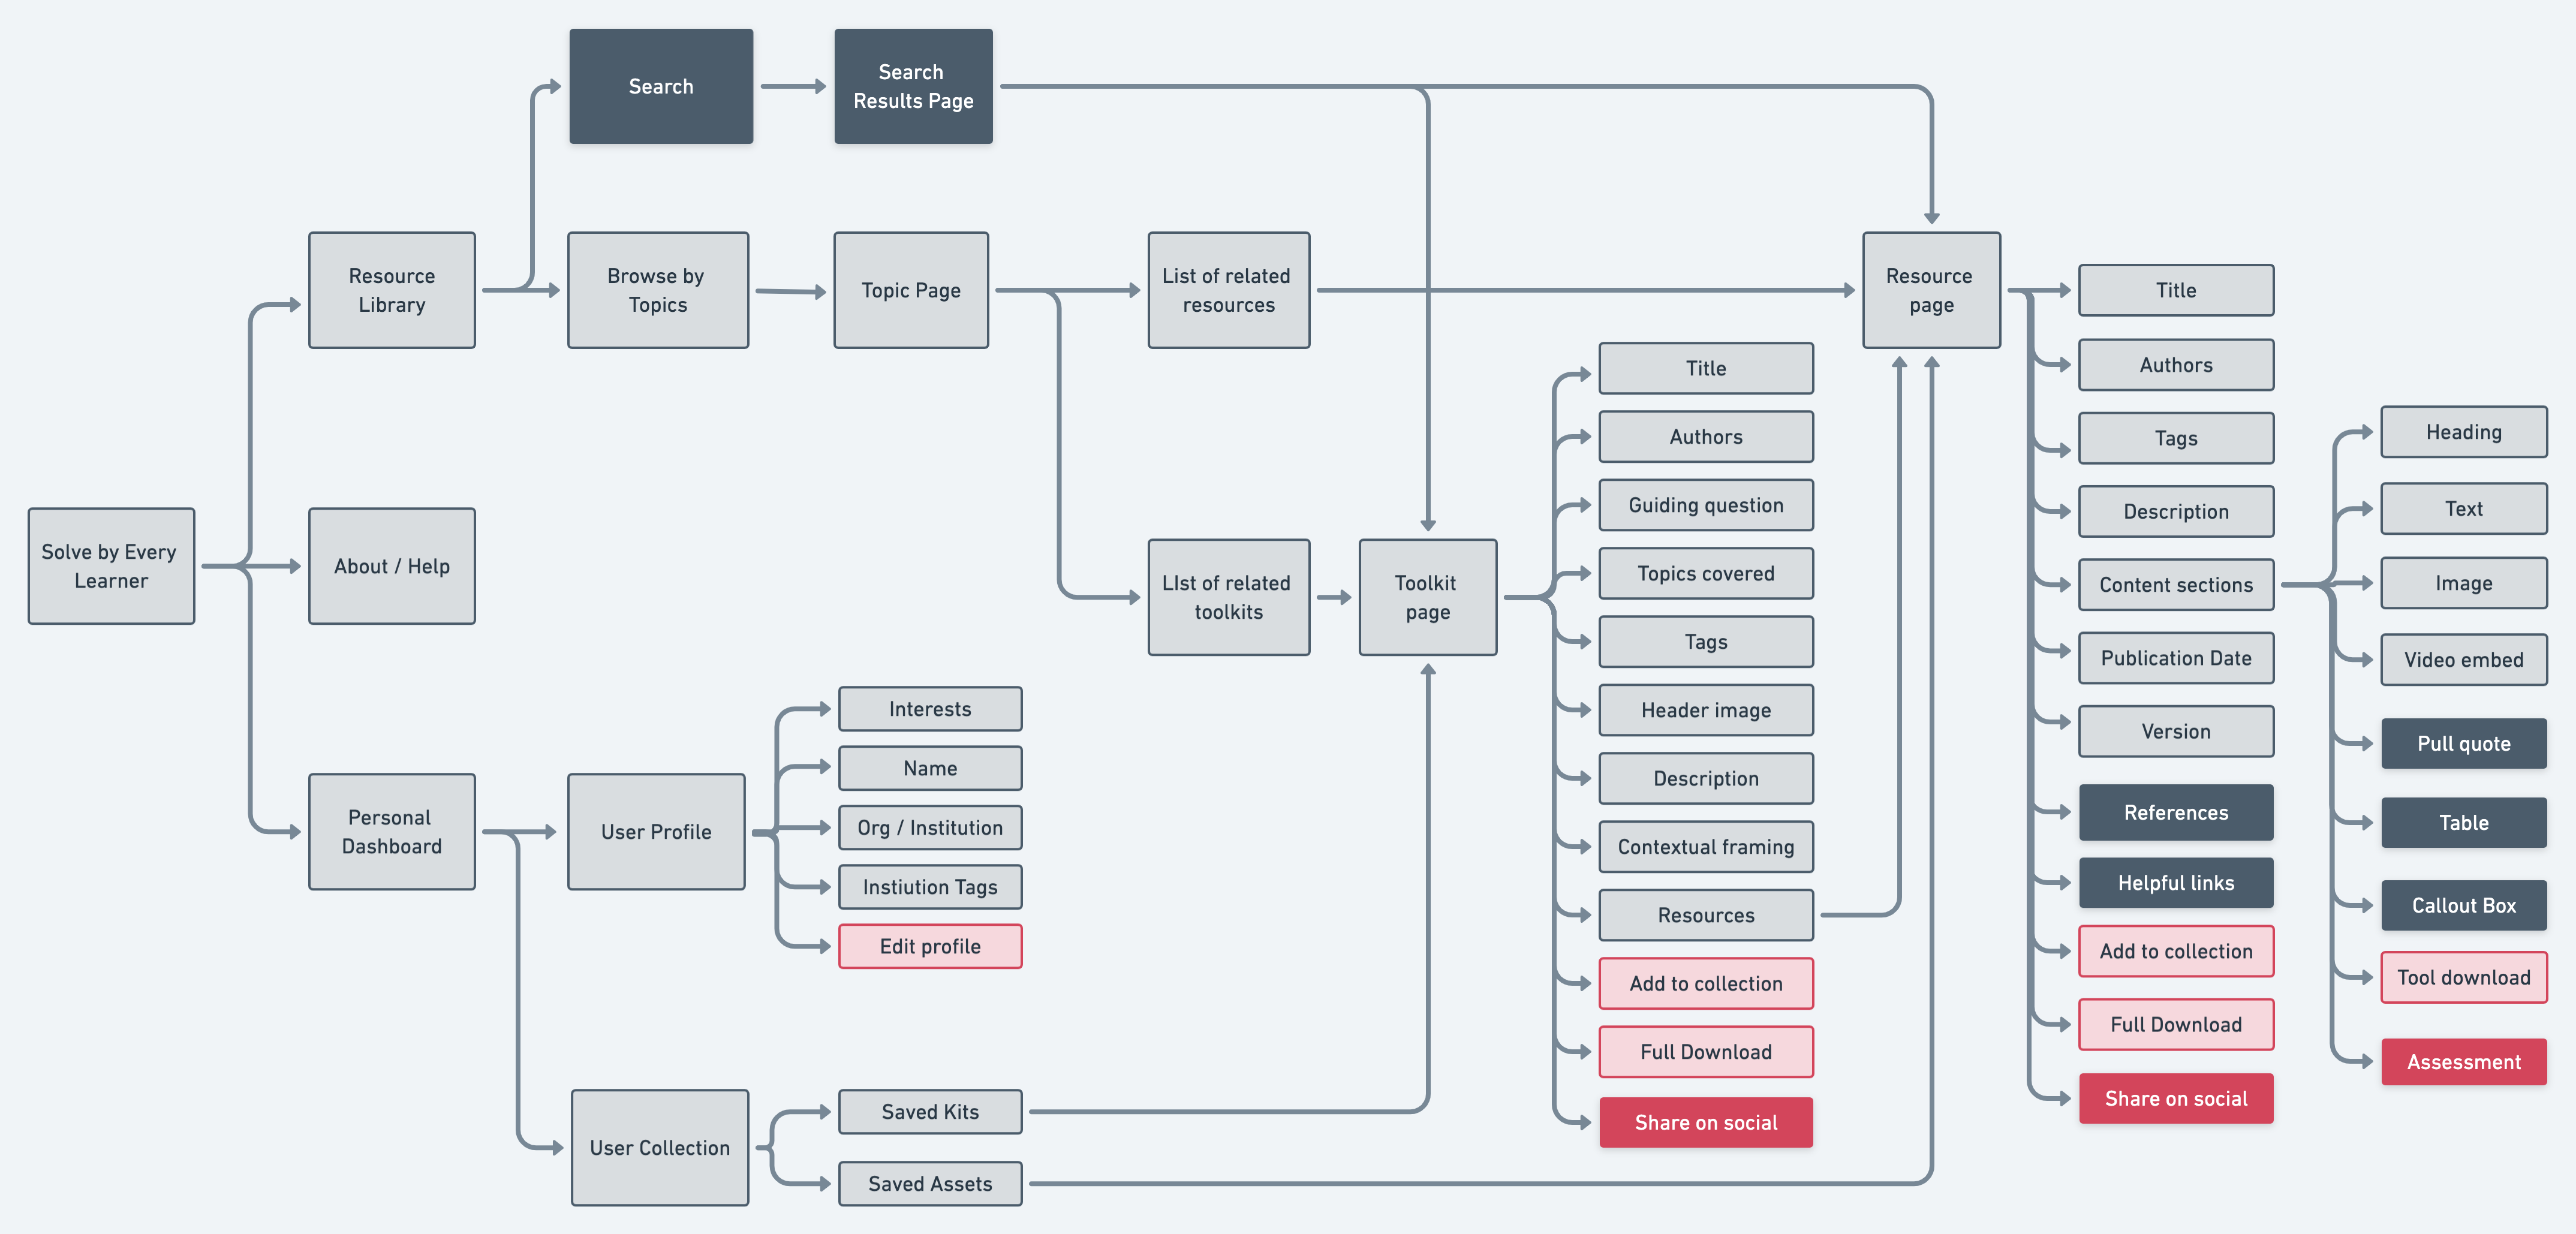 Search
Search
Results Page
Resource
Library
Browse by
Topics
Topic Page
List of related
resources
Resource
page
Solve by Every
Learner
About / Help
LIst of related
toolkits
Toolkit
page
Personal
Dashboard
User Profile
Interests
Name
Org / Institution
Instiution Tags
Edit profile
User Collection
Saved Kits
Saved Assets
Title
Authors
Guiding question
Topics covered
Tags
Header image
Description
Contextual framing
Resources
Add to collection
Full Download
Share on social
Title
Authors
Tags
Description
Content sections
Publication Date
Version
References
Helpful links
Add to collection
Full Download
Share on social
Heading
Text
Image
Video embed
Pull quote
Table
Callout Box
Tool download
Assessment